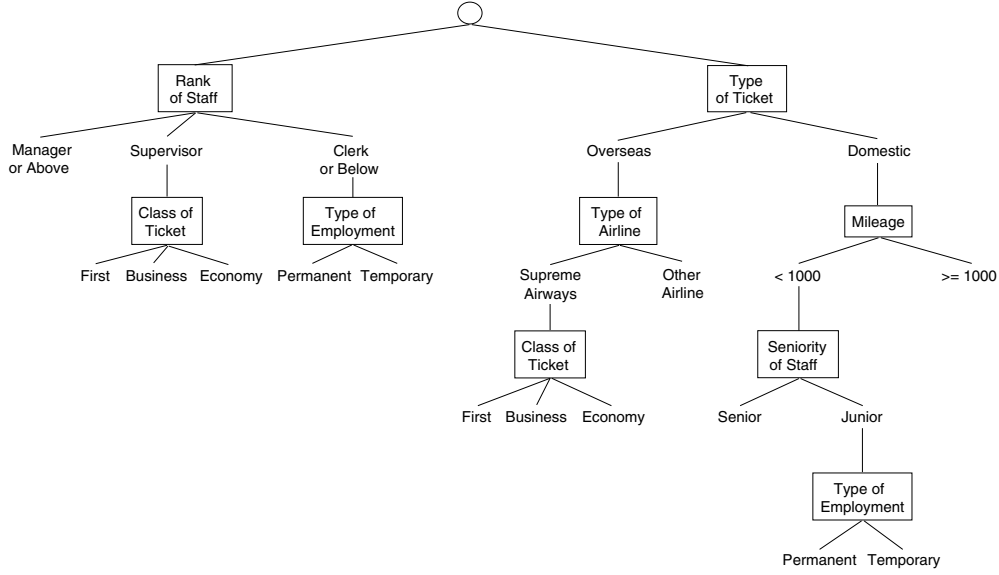 Rank
of Staff
Type
of Ticket
Manager
or Above
Supervisor
Clerk
or Below
Overseas
Domestic
Class of
Ticket
Type of
Employment
Type of
Airline
Mileage
First
Business
Economy
Permanent
Temporary
Supreme
Airways
Other
Airline
< 1000
>= 1000
Class of
Ticket
Seniority
of Staff
First
Business
Economy
Senior
Junior
Type of
Employment
Permanent
Temporary